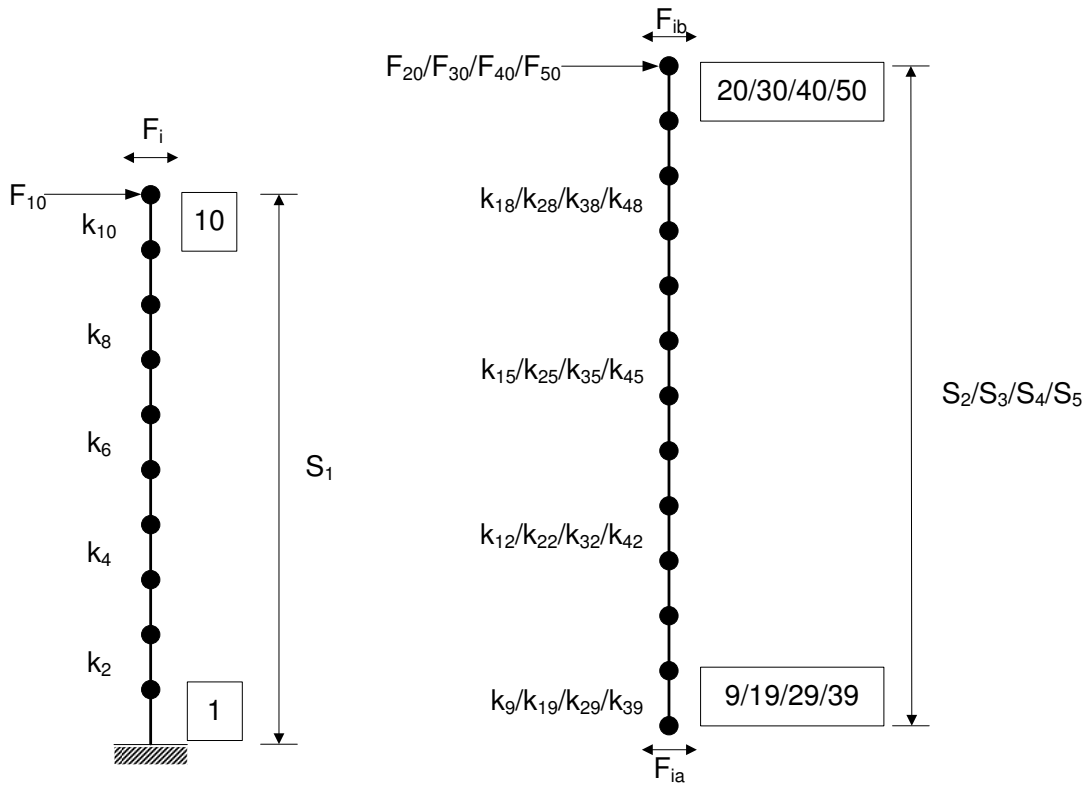 F_i
F_10
k_10
10
k_8
k_6
S_1
k_4
k_2
1
F_ib
F_20/F_30/F_40/F_50
20/30/40/50
k_18/k_28/k_38/k_48
k_15/k_25/k_35/k_45
S_2/S_3/S_4/S_5
k_12/k_22/k_32/k_42
k_9/k_19/k_29/k_39
9/19/29/39
F_ia